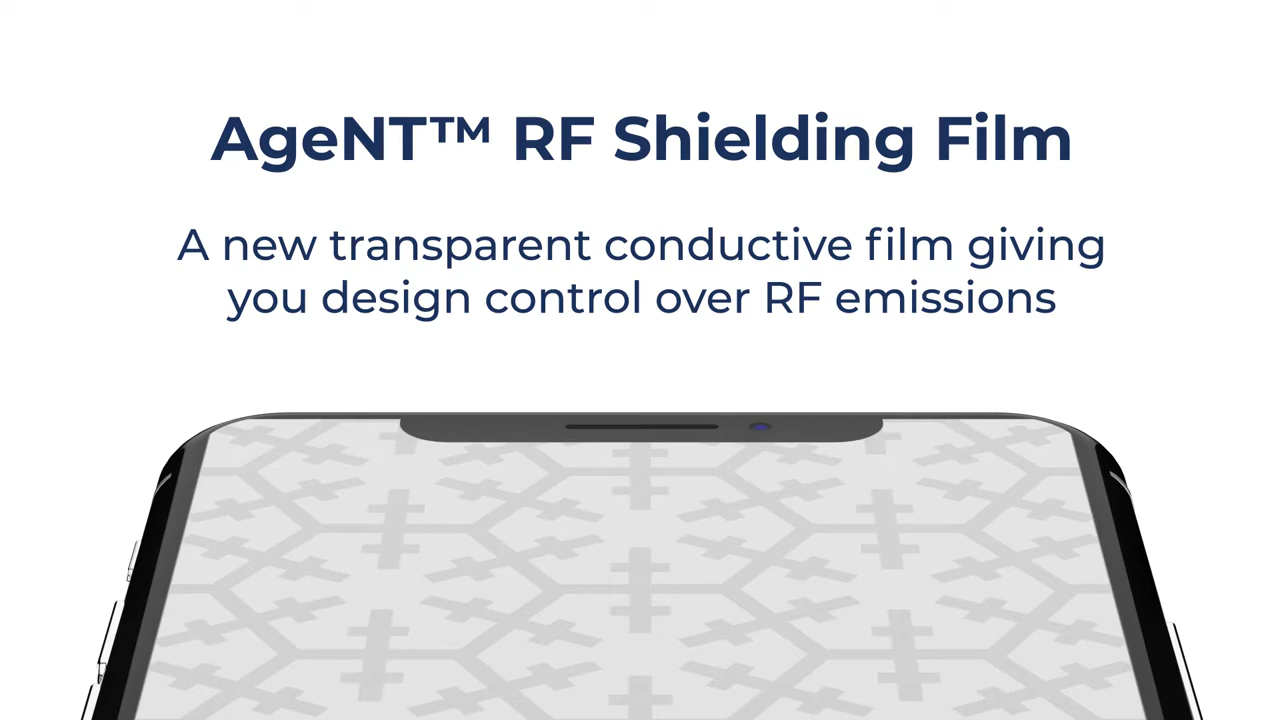 AgeNT™ RF Shielding Film
A new transparent conductive film giving
you design control over RF emissions